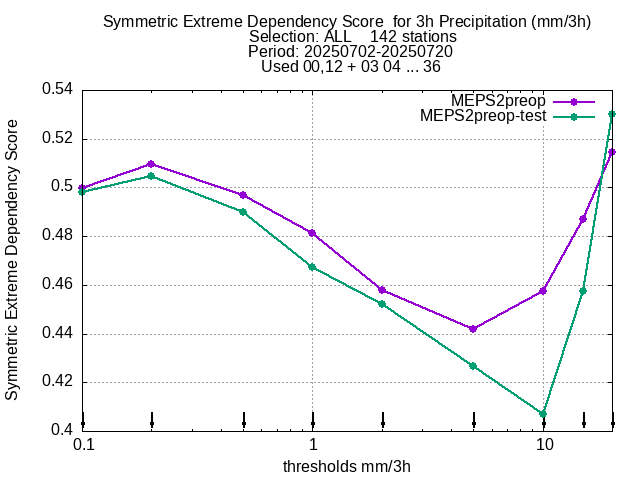 Symmetric Extreme Dependency Score  for 3h Precipitation (mm/3h)
Selection: ALL    142 stations
Period: 20250702-20250720
Used 00,12 + 03 04 ... 36
MEPS2preop
MEPS2preop-test
Symmetric Extreme Dependency Score
0.54
0.52
0.5
0.48
0.46
0.44
0.42
0.4
0.1
1
10
thresholds mm/3h